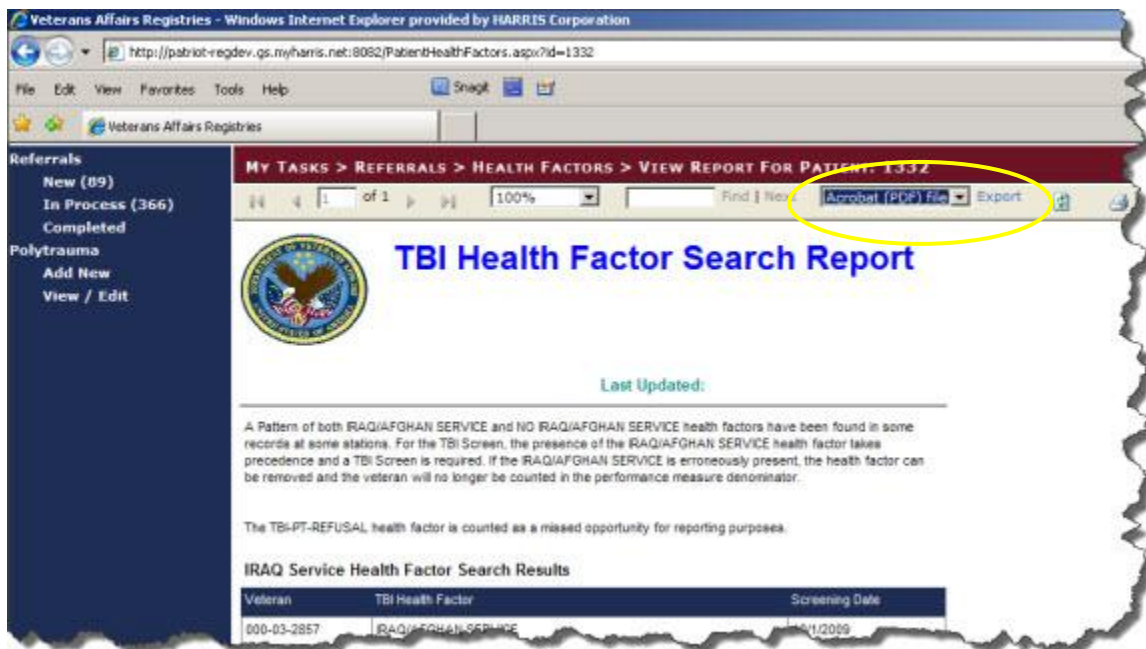 Veterans Affairs Registries - Windows Internet Explorer provided by HARRIS Corporation
http://patriot-regdev.gs.myharris.net:8082/PatientHealthFactors.aspx?id=1332
File Edit View Favorites Tools Help Snagit
Veterans Affairs Registries
Referrals
New (89)
In Process (366)
Completed
Polytrauma
Add New
View / Edit
MY TASKS > REFERRALS > HEALTH FACTORS > VIEW REPORT FOR PATIENT: 1332
1 of 1 100% Find | Next Acrobat (PDF) file Export
TBI Health Factor Search Report
Last Updated:
A Pattern of both IRAQ/AFGHAN SERVICE and NO IRAQ/AFGHAN SERVICE health factors have been found in some
records at some stations. For the TBI Screen, the presence of the IRAQ/AFGHAN SERVICE health factor takes
precedence and a TBI Screen is required. If the IRAQ/AFGHAN SERVICE is erroneously present, the health factor can
be removed and the veteran will no longer be counted in the performance measure denominator.
The TBI-PT-REFUSAL health factor is counted as a missed opportunity for reporting purposes.
IRAQ Service Health Factor Search Results
Veteran TBI Health Factor Screening Date
000-03-2857 IRAQ/AFGHAN SERVICE /1/2009